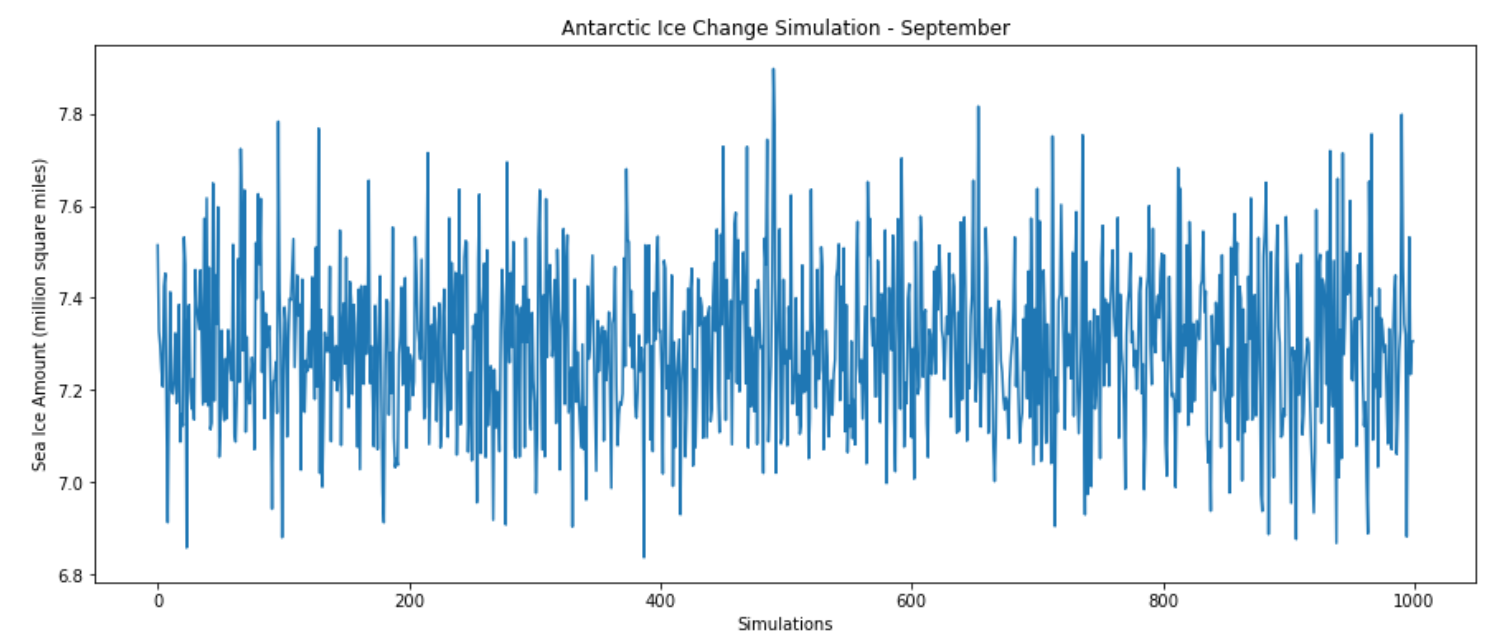 Antarctic Ice Change Simulation - September
Sea Ice Amount (million square miles)
7.8
7.6
7.4
7.2
7.0
6.8
0 200 400 600 800 1000
Simulations